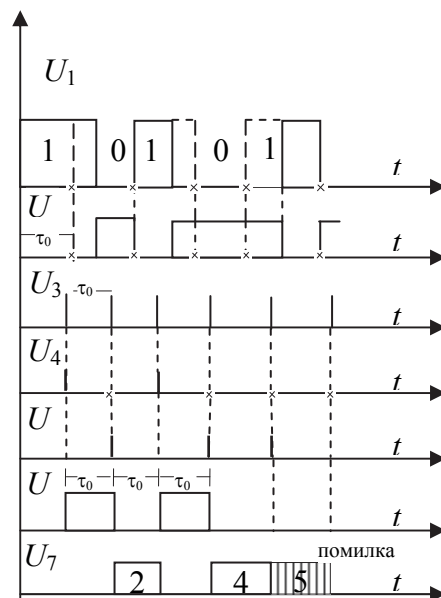 U1
1 0 1 0 1 t
U
τ0 t
U3 τ0
t
U4
t
U
t
U τ0 τ0 τ0
t
U7 помилка
2 4 5 t